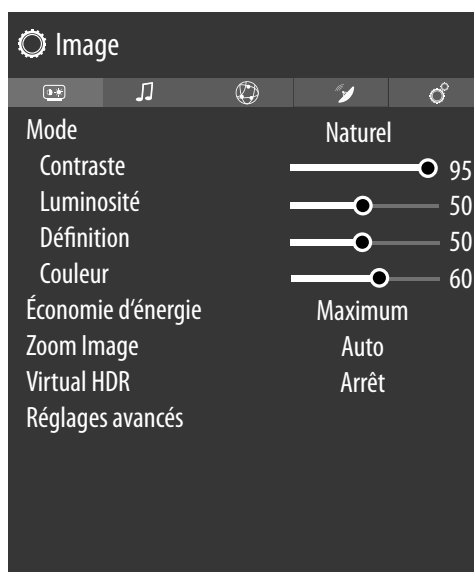 Image
Mode Naturel
Contraste 95
Luminosité 50
Définition 50
Couleur 60
Économie d'énergie Maximum
Zoom Image Auto
Virtual HDR Arrêt
Réglages avancés